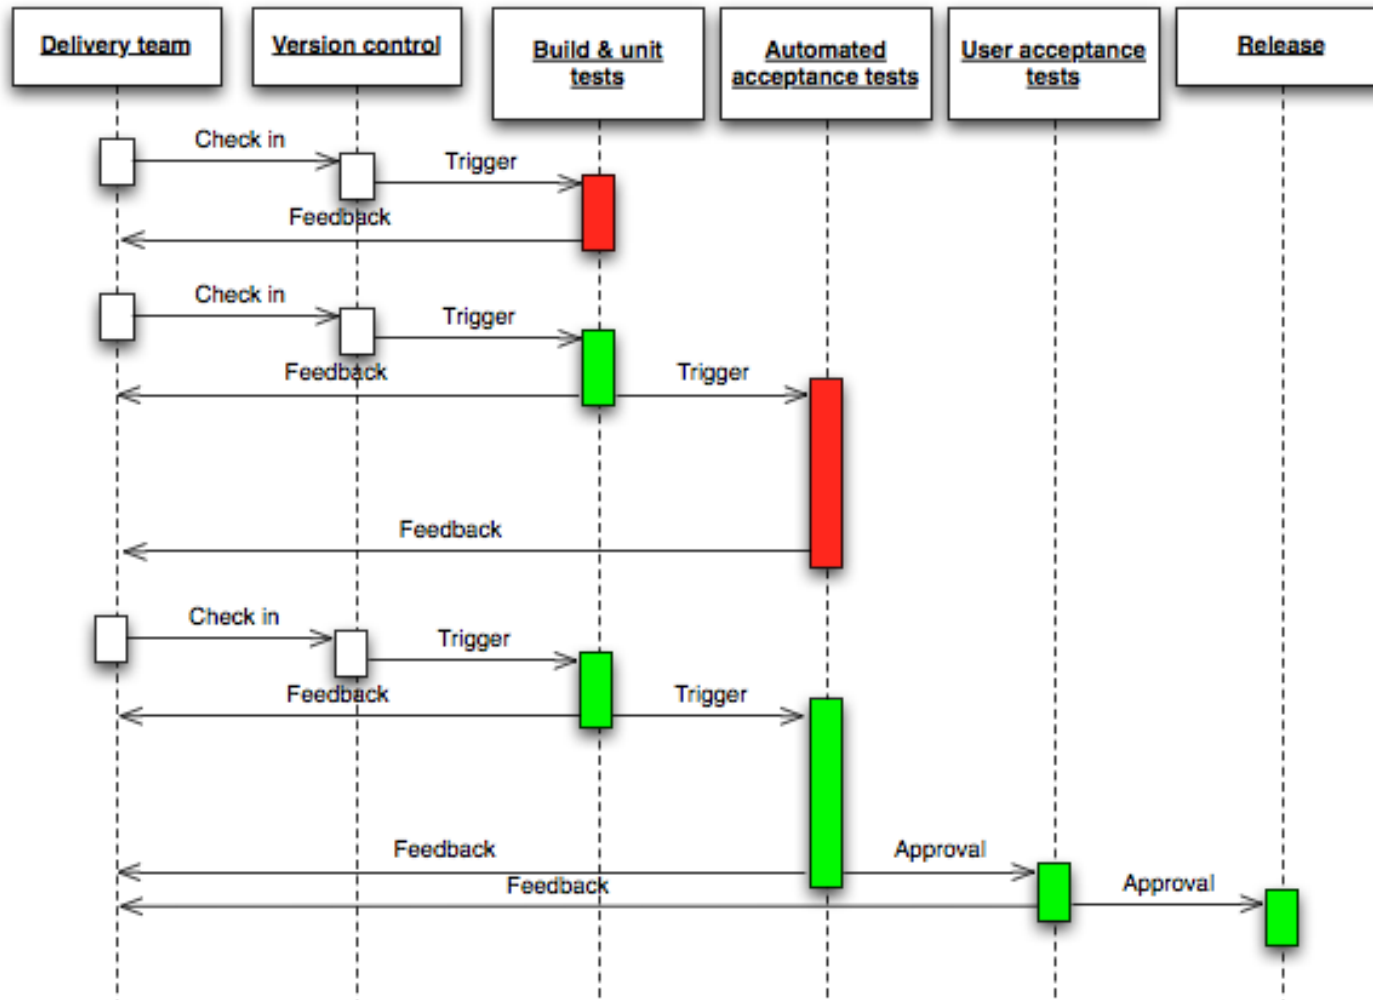 Delivery team
Version control
Build & unit
tests
Automated
acceptance tests
User acceptance
tests
Release
Check in
Trigger
Feedback
Check in
Trigger
Feedback
Trigger
Feedback
Check in
Trigger
Feedback
Trigger
Feedback
Approval
Feedback
Approval